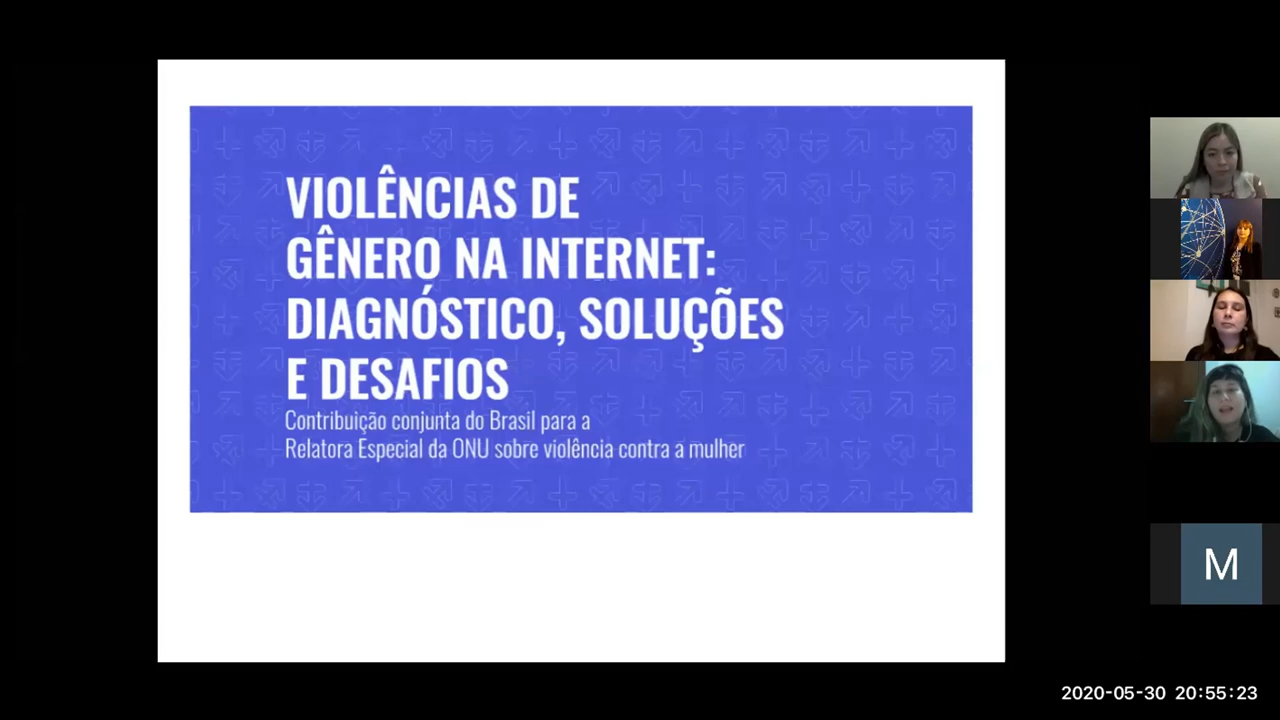 VIOLÊNCIAS DE
GÊNERO NA INTERNET:
DIAGNÓSTICO, SOLUÇÕES
E DESAFIOS
Contribuição conjunta do Brasil para a
Relatora Especial da ONU sobre violência contra a mulher
M
2020-05-30 20:55:23